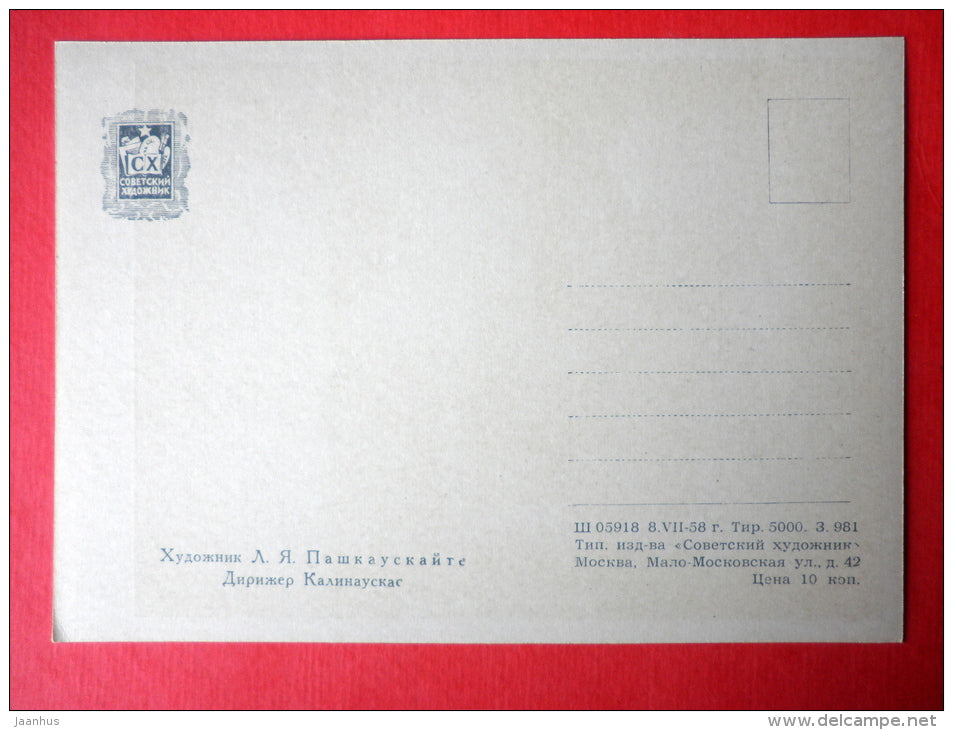 СХ
СОВЕТСКИЙ
ХУДОЖНИК
Художник Л. Я. Пашкаускайте
Дирижер Калинаускас
Ш 05918 8.VII-58 г. Тир. 5000. З. 981
Тип. изд-ва «Советский художник»
Москва, Мало-Московская ул., д. 42
Цена 10 коп.
Jaanhus
www.delcampe.net